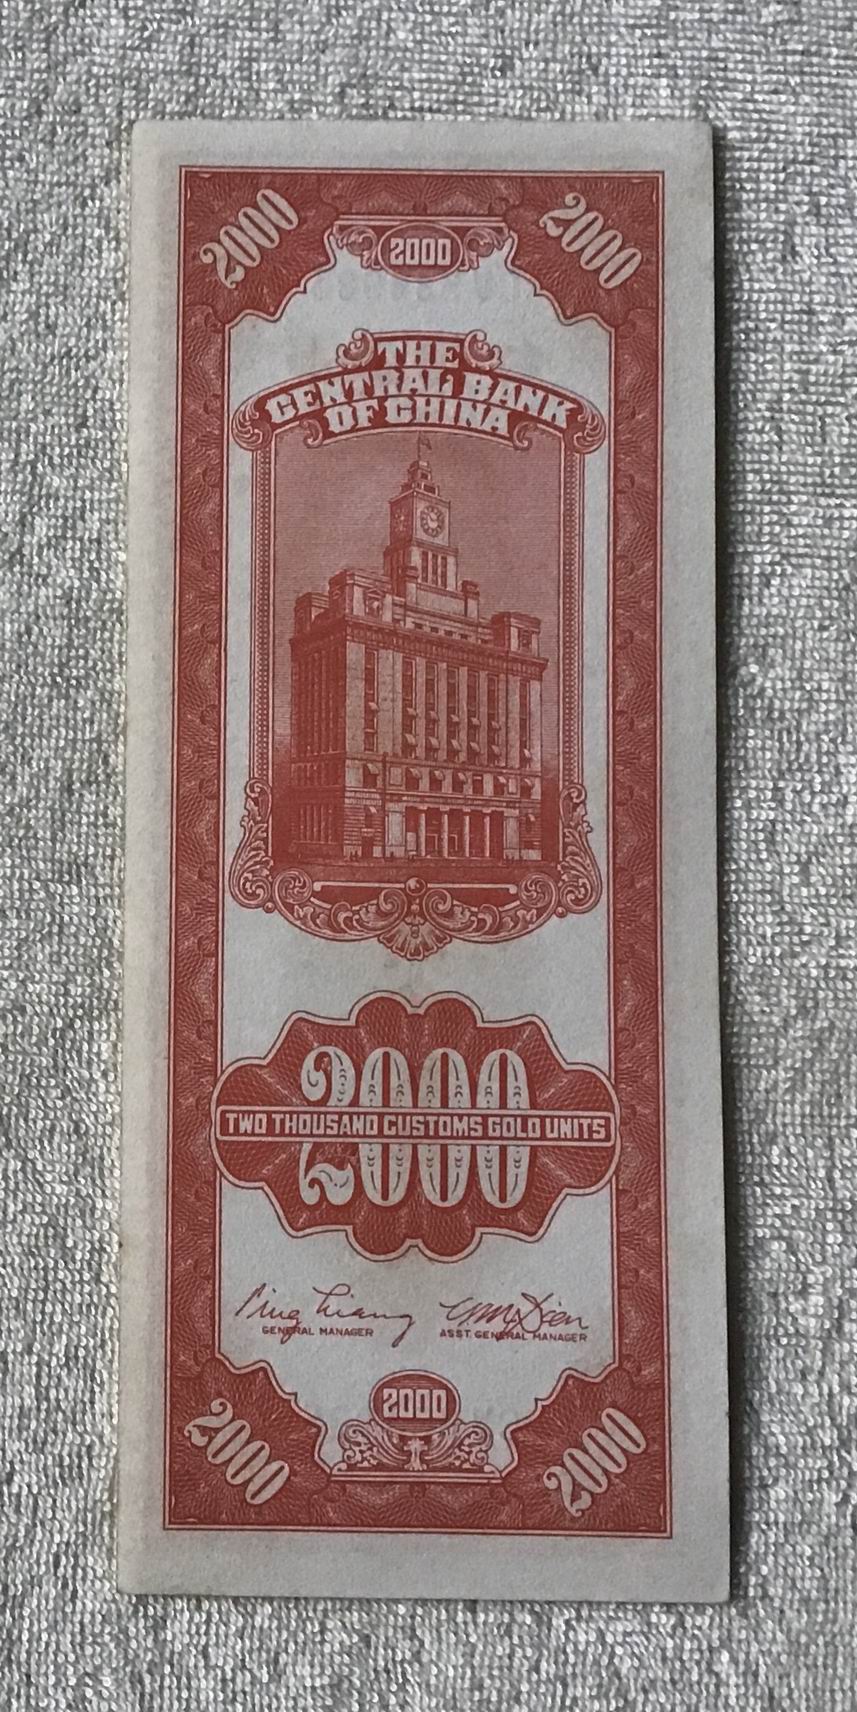 2000 2000
2000
THE
CENTRAL BANK
OF CHINA
2000
TWO THOUSAND CUSTOMS GOLD UNITS
GENERAL MANAGER
ASST. GENERAL MANAGER
2000
2000 2000